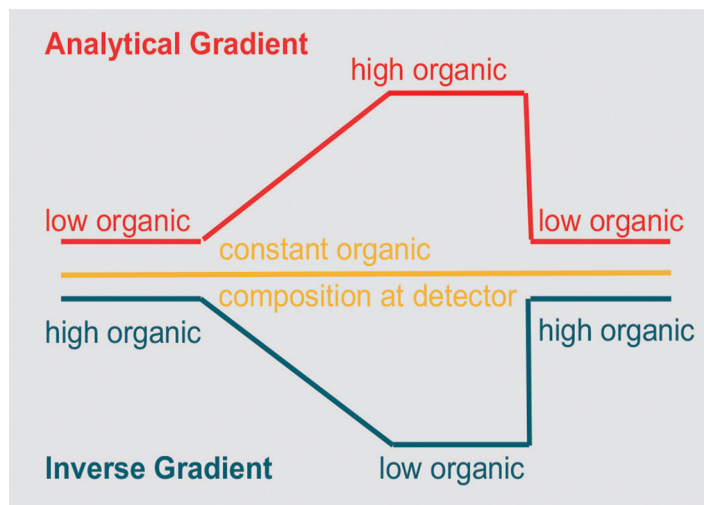 Analytical Gradient
high organic
low organic
low organic
constant organic
composition at detector
high organic
high organic
Inverse Gradient
low organic